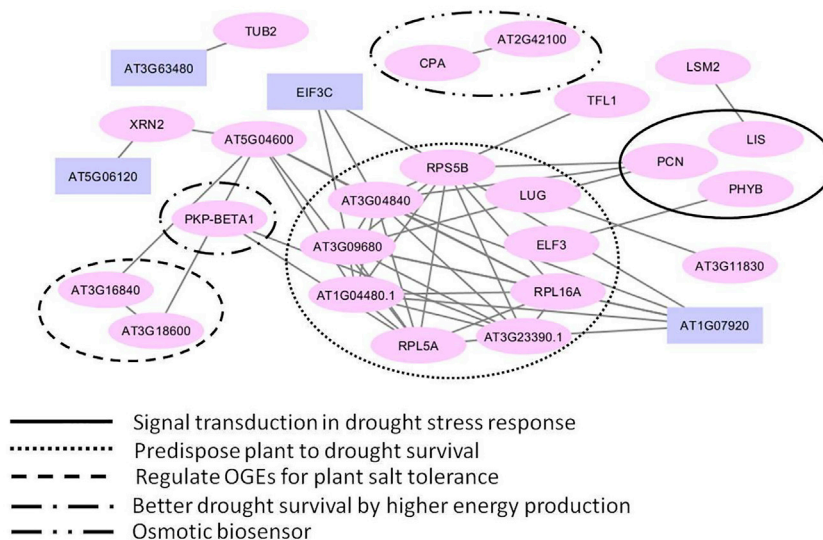 TUB2
AT3G63480
EIF3C
CPA
AT2G42100
LSM2
TFL1
XRN2
AT5G04600
AT5G06120
LIS
PCN
PHYB
RPS5B
AT3G04840
LUG
PKP-BETA1
AT3G09680
ELF3
AT3G11830
AT3G16840
AT1G04480.1
RPL16A
AT3G18600
RPL5A
AT3G23390.1
AT1G07920
Signal transduction in drought stress response
Predispose plant to drought survival
Regulate OGEs for plant salt tolerance
Better drought survival by higher energy production
Osmotic biosensor